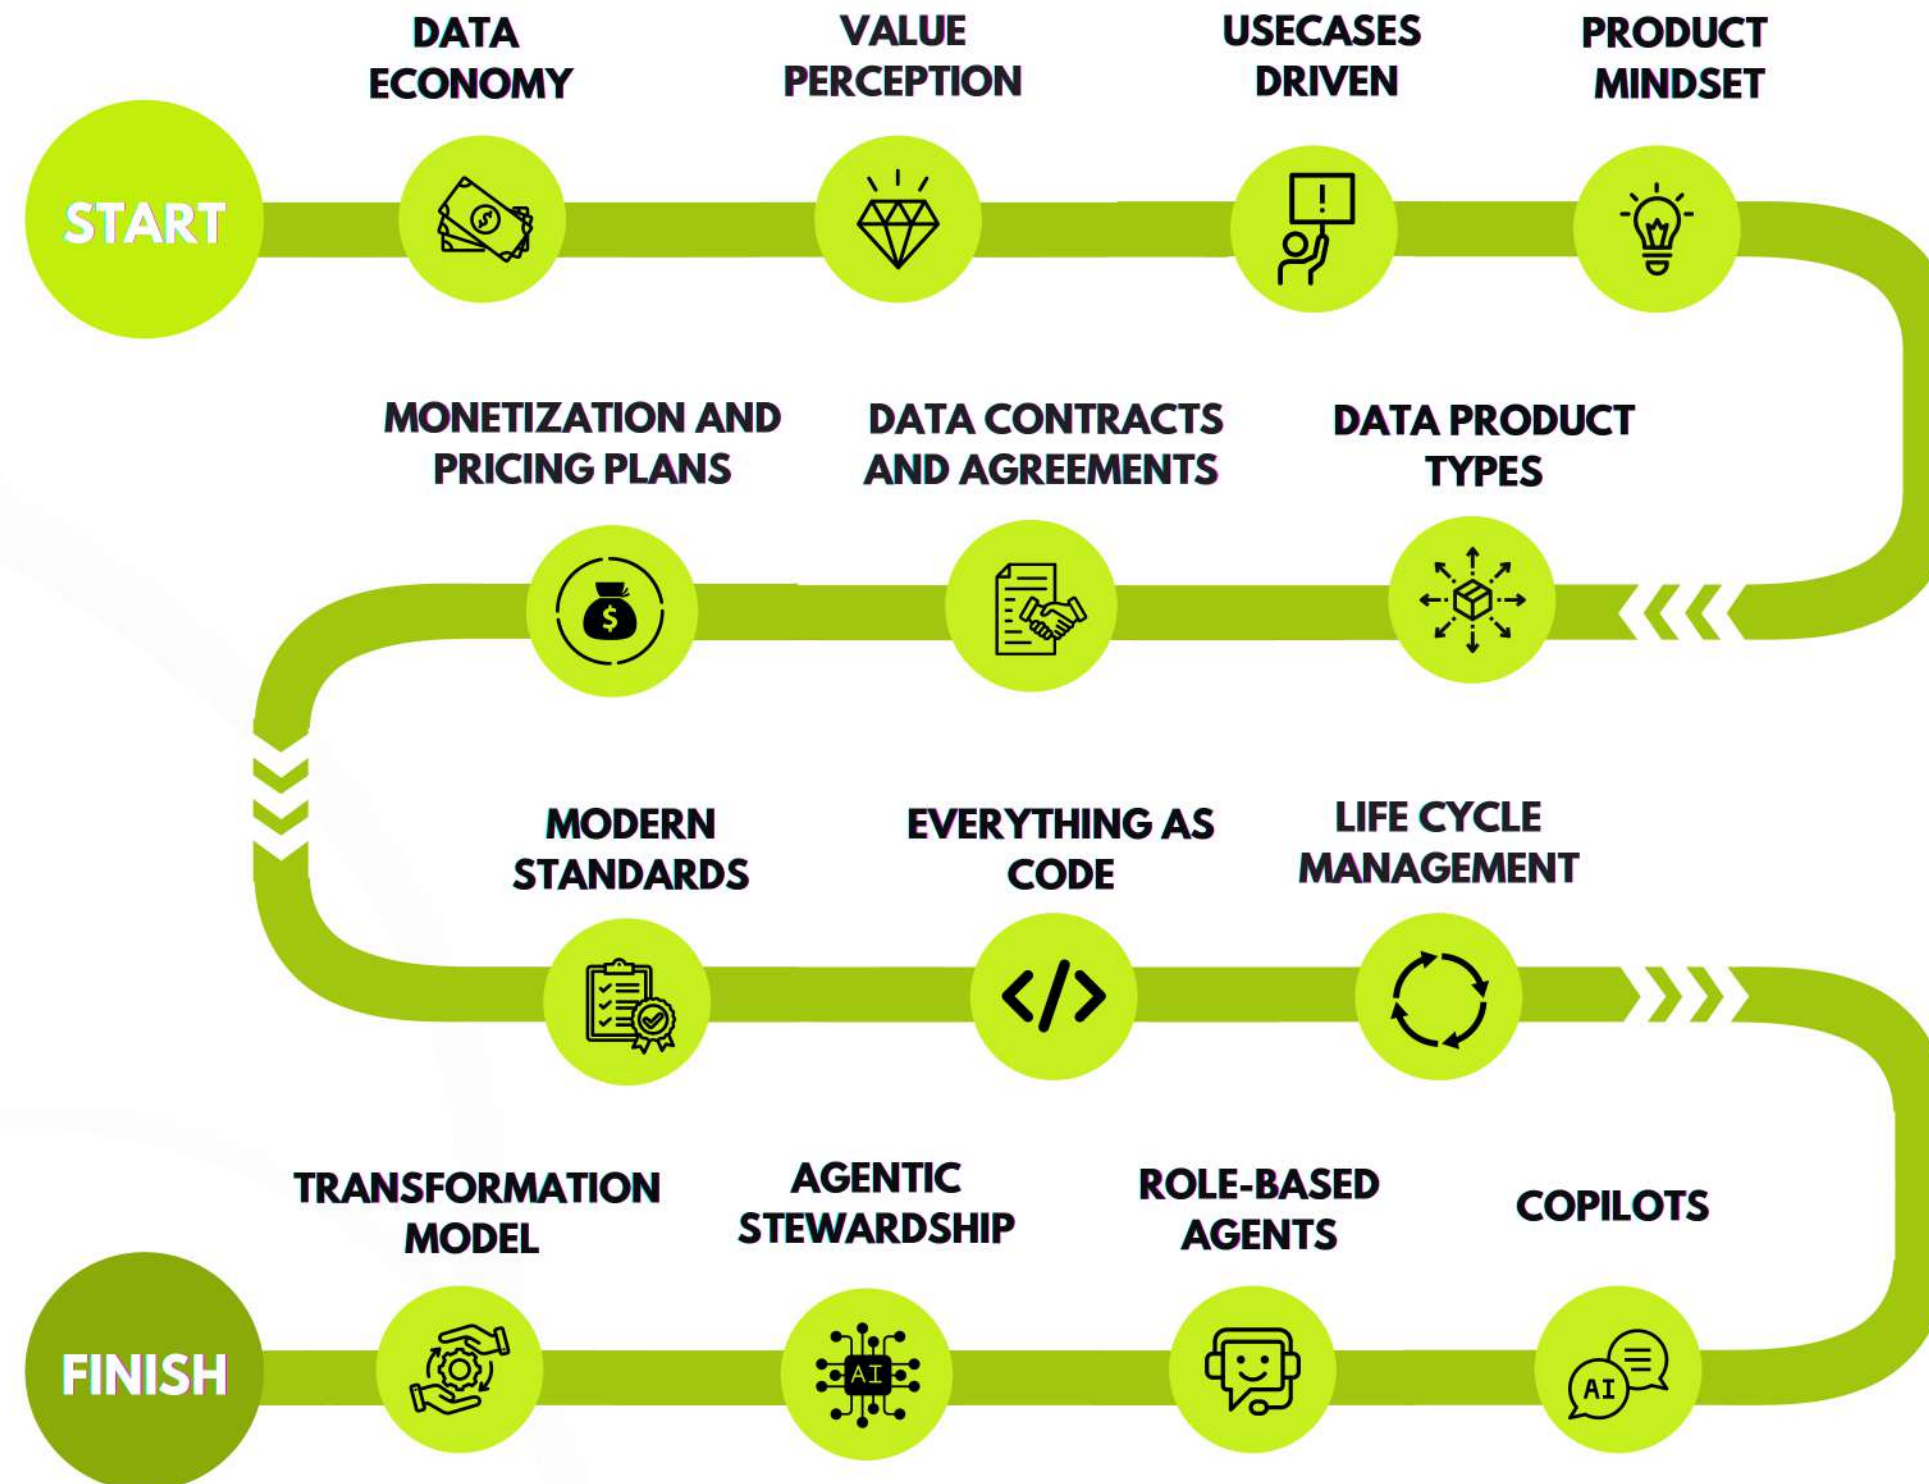 DATA
ECONOMY
VALUE
PERCEPTION
USECASES
DRIVEN
PRODUCT
MINDSET
START
MONETIZATION AND
PRICING PLANS
DATA CONTRACTS
AND AGREEMENTS
DATA PRODUCT
TYPES
MODERN
STANDARDS
EVERYTHING AS
CODE
LIFE CYCLE
MANAGEMENT
TRANSFORMATION
MODEL
AGENTIC
STEWARDSHIP
ROLE-BASED
AGENTS
COPILOTS
FINISH
AI
AI